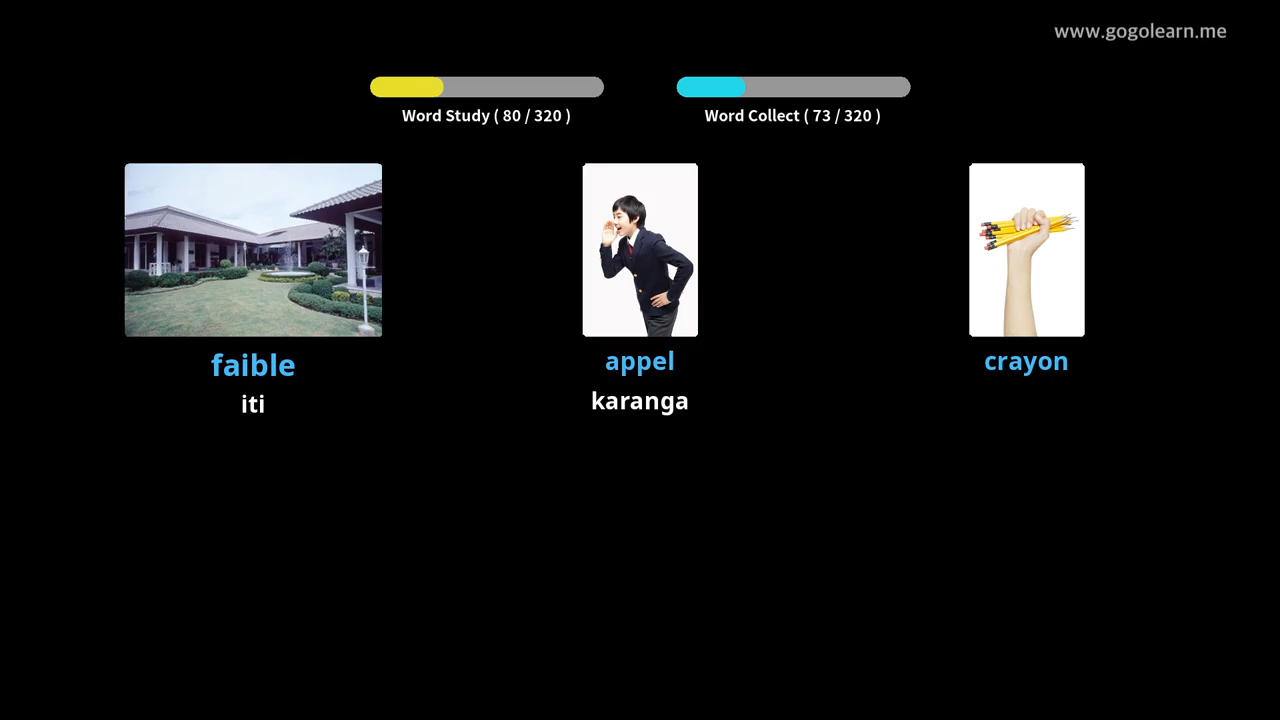 www.gogolearn.me
Word Study ( 80 / 320 )
Word Collect ( 73 / 320 )
faible
iti
appel
karanga
crayon